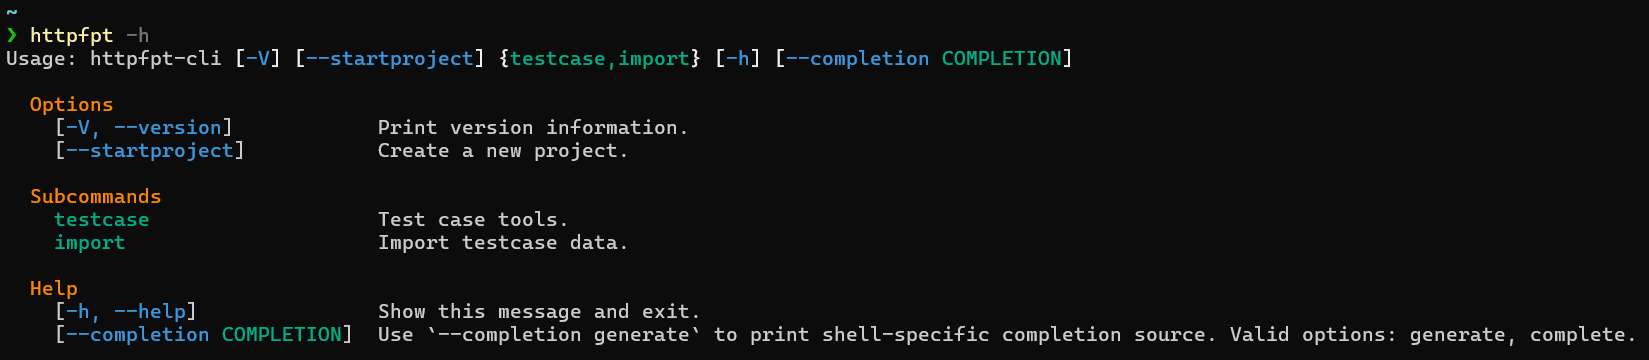 ~
❯ httpfpt -h
Usage: httpfpt-cli [-V] [--startproject] {testcase,import} [-h] [--completion COMPLETION]
Options
[-V, --version] Print version information.
[--startproject] Create a new project.
Subcommands
testcase Test case tools.
import Import testcase data.
Help
[-h, --help] Show this message and exit.
[--completion COMPLETION] Use `--completion generate` to print shell-specific completion source. Valid options: generate, complete.